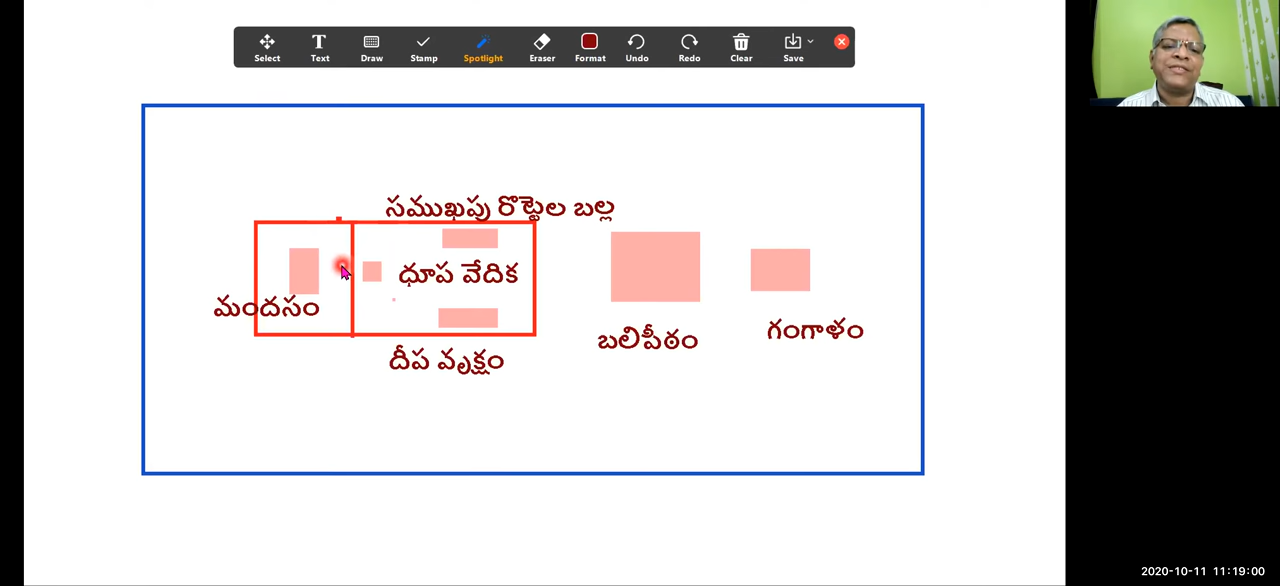 Select Text Draw Stamp Spotlight Eraser Format Undo Redo Clear Save
సముఖపు రొట్టెల బల్ల
ధూప వేదిక
మందసం
బలిపీఠం
గంగాళం
దీప వృక్షం
2020-10-11 11:19:00